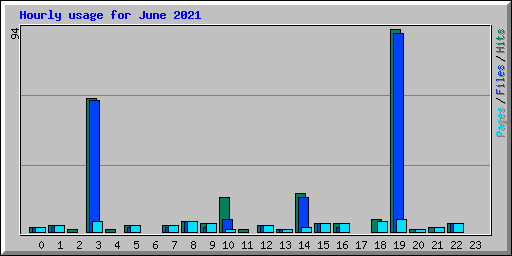 Hourly usage for June 2021
94
Pages/Files/Hits
0 1 2 3 4 5 6 7 8 9 10 11 12 13 14 15 16 17 18 19 20 21 22 23